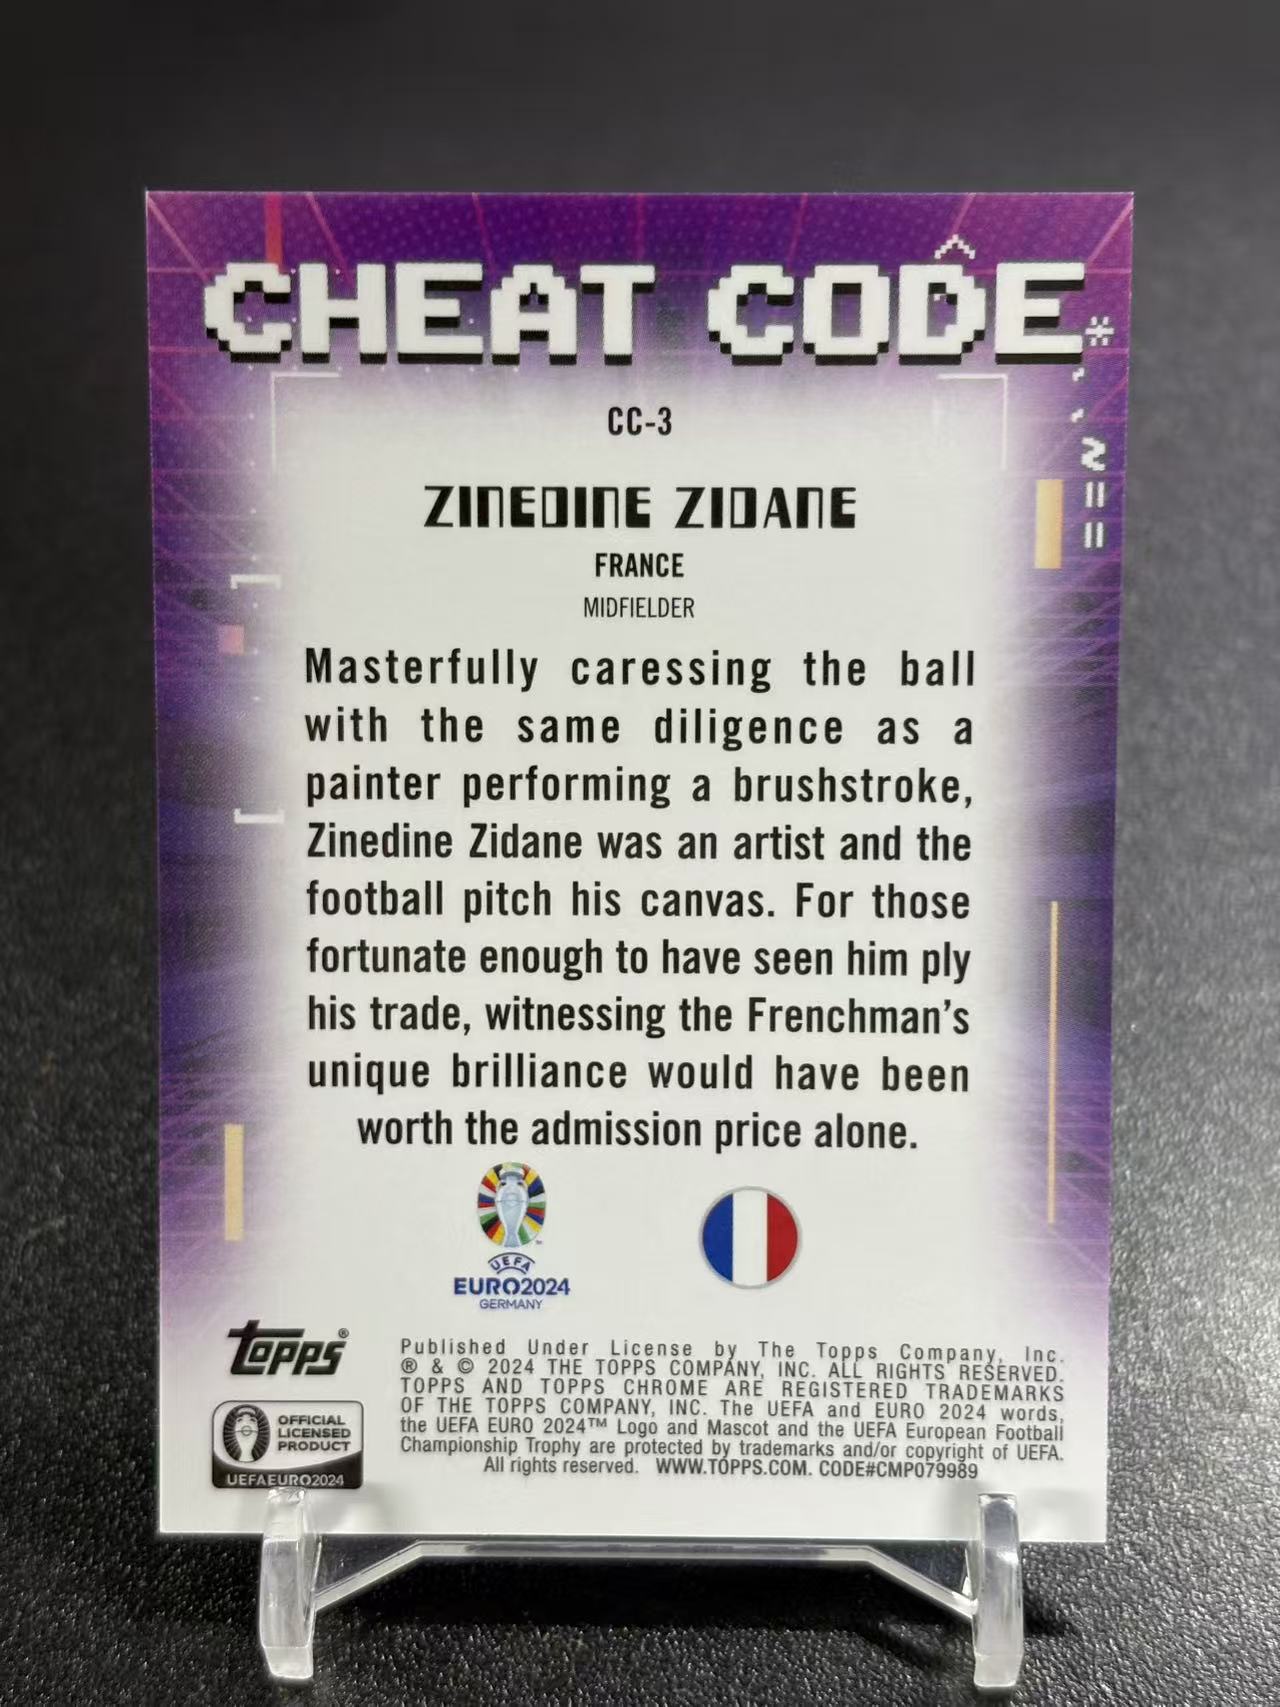 CHEAT CODE
CC-3
ZINEDINE ZIDANE
FRANCE
MIDFIELDER
Masterfully caressing the ball
with the same diligence as a
painter performing a brushstroke,
Zinedine Zidane was an artist and the
football pitch his canvas. For those
fortunate enough to have seen him ply
his trade, witnessing the Frenchman's
unique brilliance would have been
worth the admission price alone.
UEFA
EURO2024
GERMANY
Topps®
OFFICIAL
LICENSED
PRODUCT
UEFAEURO2024
Published Under License by The Topps Company, Inc.
® & © 2024 THE TOPPS COMPANY, INC. ALL RIGHTS RESERVED.
TOPPS AND TOPPS CHROME ARE REGISTERED TRADEMARKS
OF THE TOPPS COMPANY, INC. The UEFA and EURO 2024 words,
the UEFA EURO 2024™ Logo and Mascot and the UEFA European Football
Championship Trophy are protected by trademarks and/or copyright of UEFA.
All rights reserved. WWW.TOPPS.COM. CODE#CMP079989